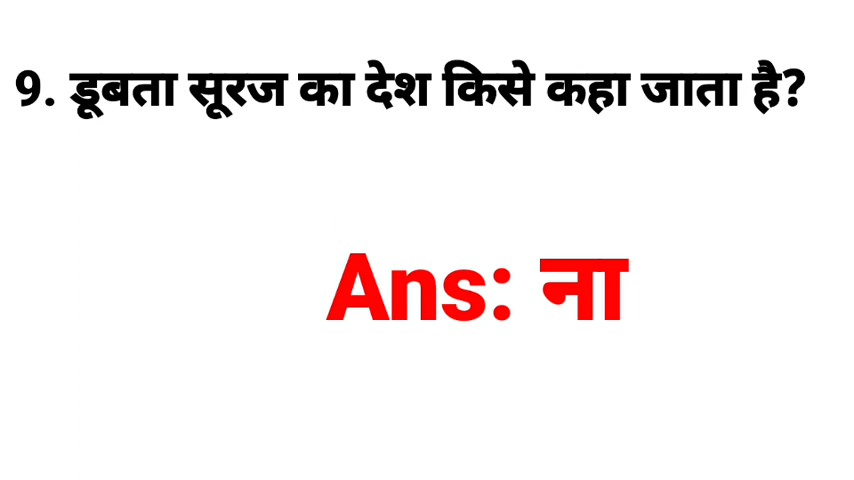 9. डूबता सूरज का देश किसे कहा जाता है?
Ans: ना